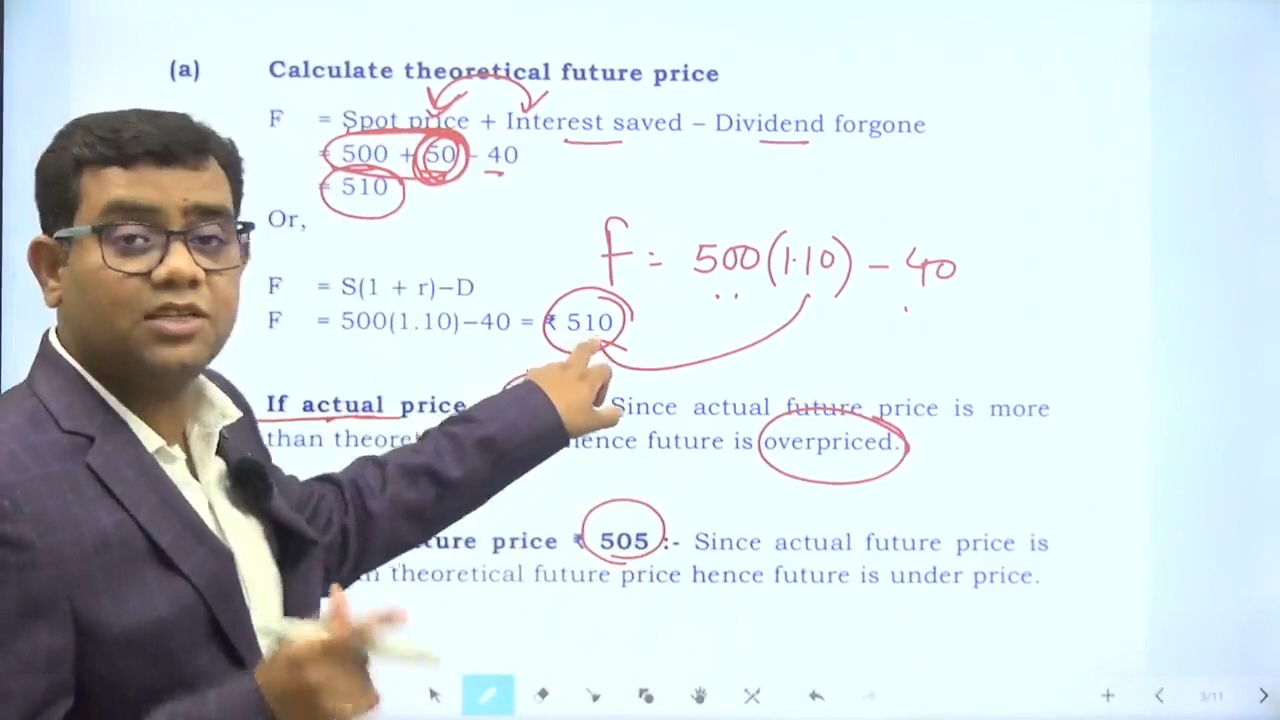 (a) Calculate theoretical future price
F = Spot price + Interest saved – Dividend forgone
= 500 + 50 - 40
= 510
Or,
f = 500(1.10) – 40
F = S(1 + r)–D
F = 500(1.10)–40 = ₹ 510
If actual price Since actual future price is more
than hence future is overpriced.
price ₹ 505 :- Since actual future price is
theoretical future price hence future is under price.
3/11